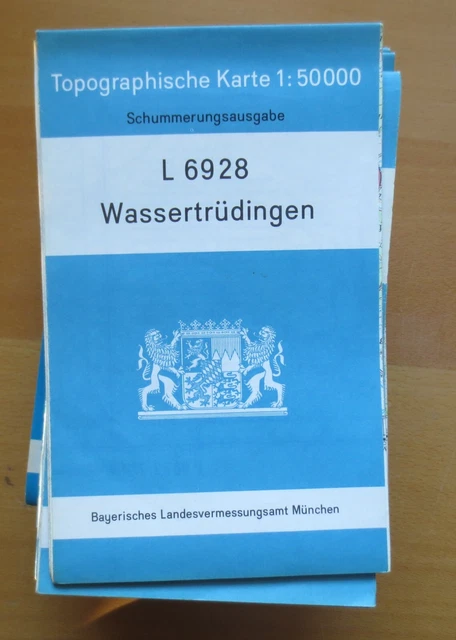 Topographische Karte 1:50000
Schummerungsausgabe
L 6928
Wassertrüdingen
Bayerisches Landesvermessungsamt München